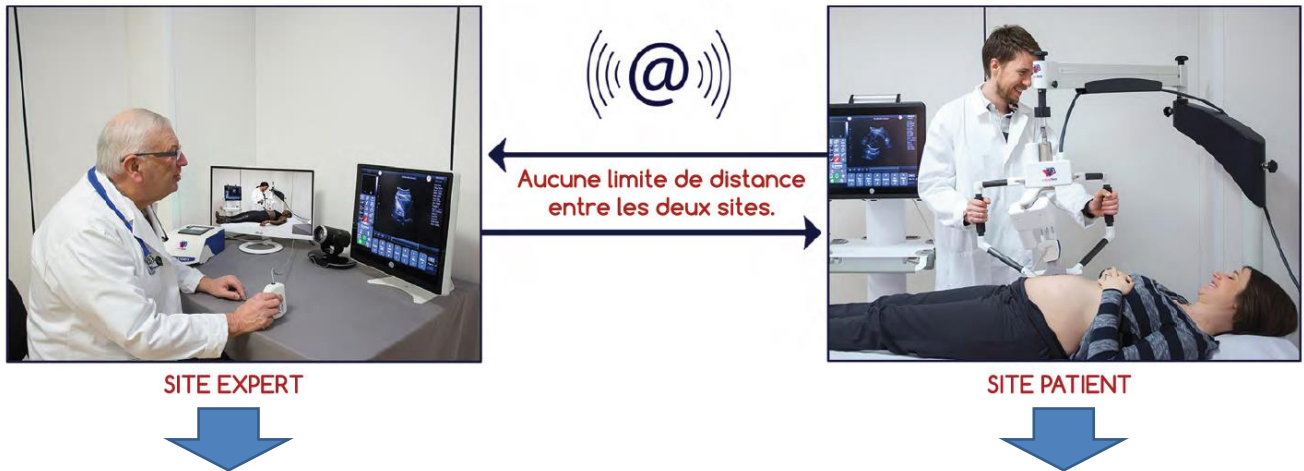 @
Aucune limite de distance
entre les deux sites.
SITE EXPERT
SITE PATIENT